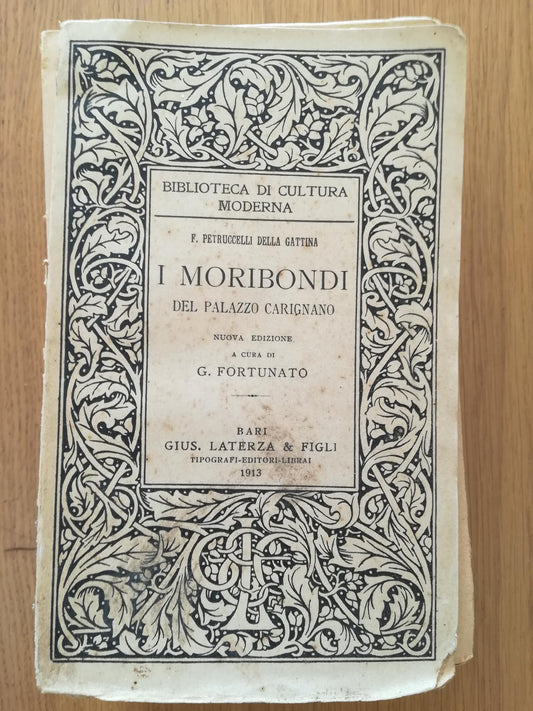 BIBLIOTECA DI CULTURA
MODERNA
F. PETRUCCELLI DELLA GATTINA
I MORIBONDI
DEL PALAZZO CARIGNANO
NUOVA EDIZIONE
A CURA DI
G. FORTUNATO
BARI
GIUS. LATERZA & FIGLI
TIPOGRAFI-EDITORI-LIBRAI
1913